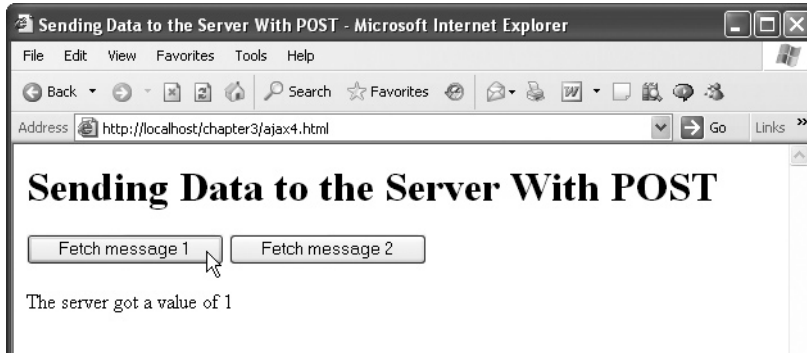 Sending Data to the Server With POST - Microsoft Internet Explorer
File Edit View Favorites Tools Help
Back Search Favorites W
Address http://localhost/chapter3/ajax4.html Go Links »
Sending Data to the Server With POST
Fetch message 1 Fetch message 2
The server got a value of 1